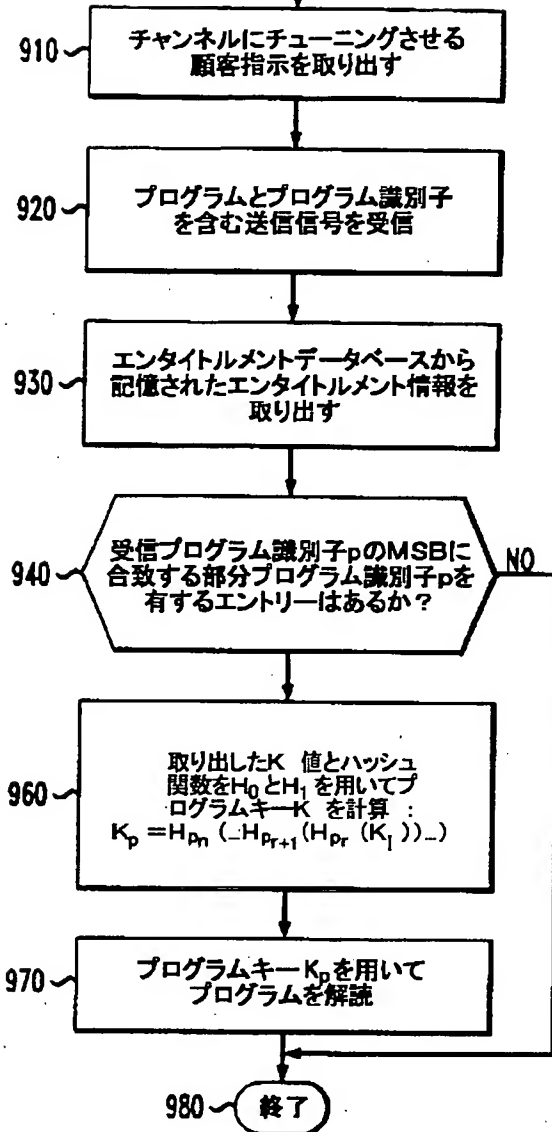 910
チャンネルにチューニングさせる
顧客指示を取り出す
920
プログラムとプログラム識別子
を含む送信信号を受信
930
エンタイトルメントデータベースから
記憶されたエンタイトルメント情報を
取り出す
940
受信プログラム識別子pのMSBに
合致する部分プログラム識別子pを
有するエントリーはあるか?
NO
960
取り出したK 値とハッシュ
関数をH₀とH₁を用いてプ
ログラムキーK を計算 :
Kₚ=H_{pₙ} (…H_{p_{r+1}}(H_{p_r} (K_I))…)
970
プログラムキーKₚを用いて
プログラムを解読
980
終了